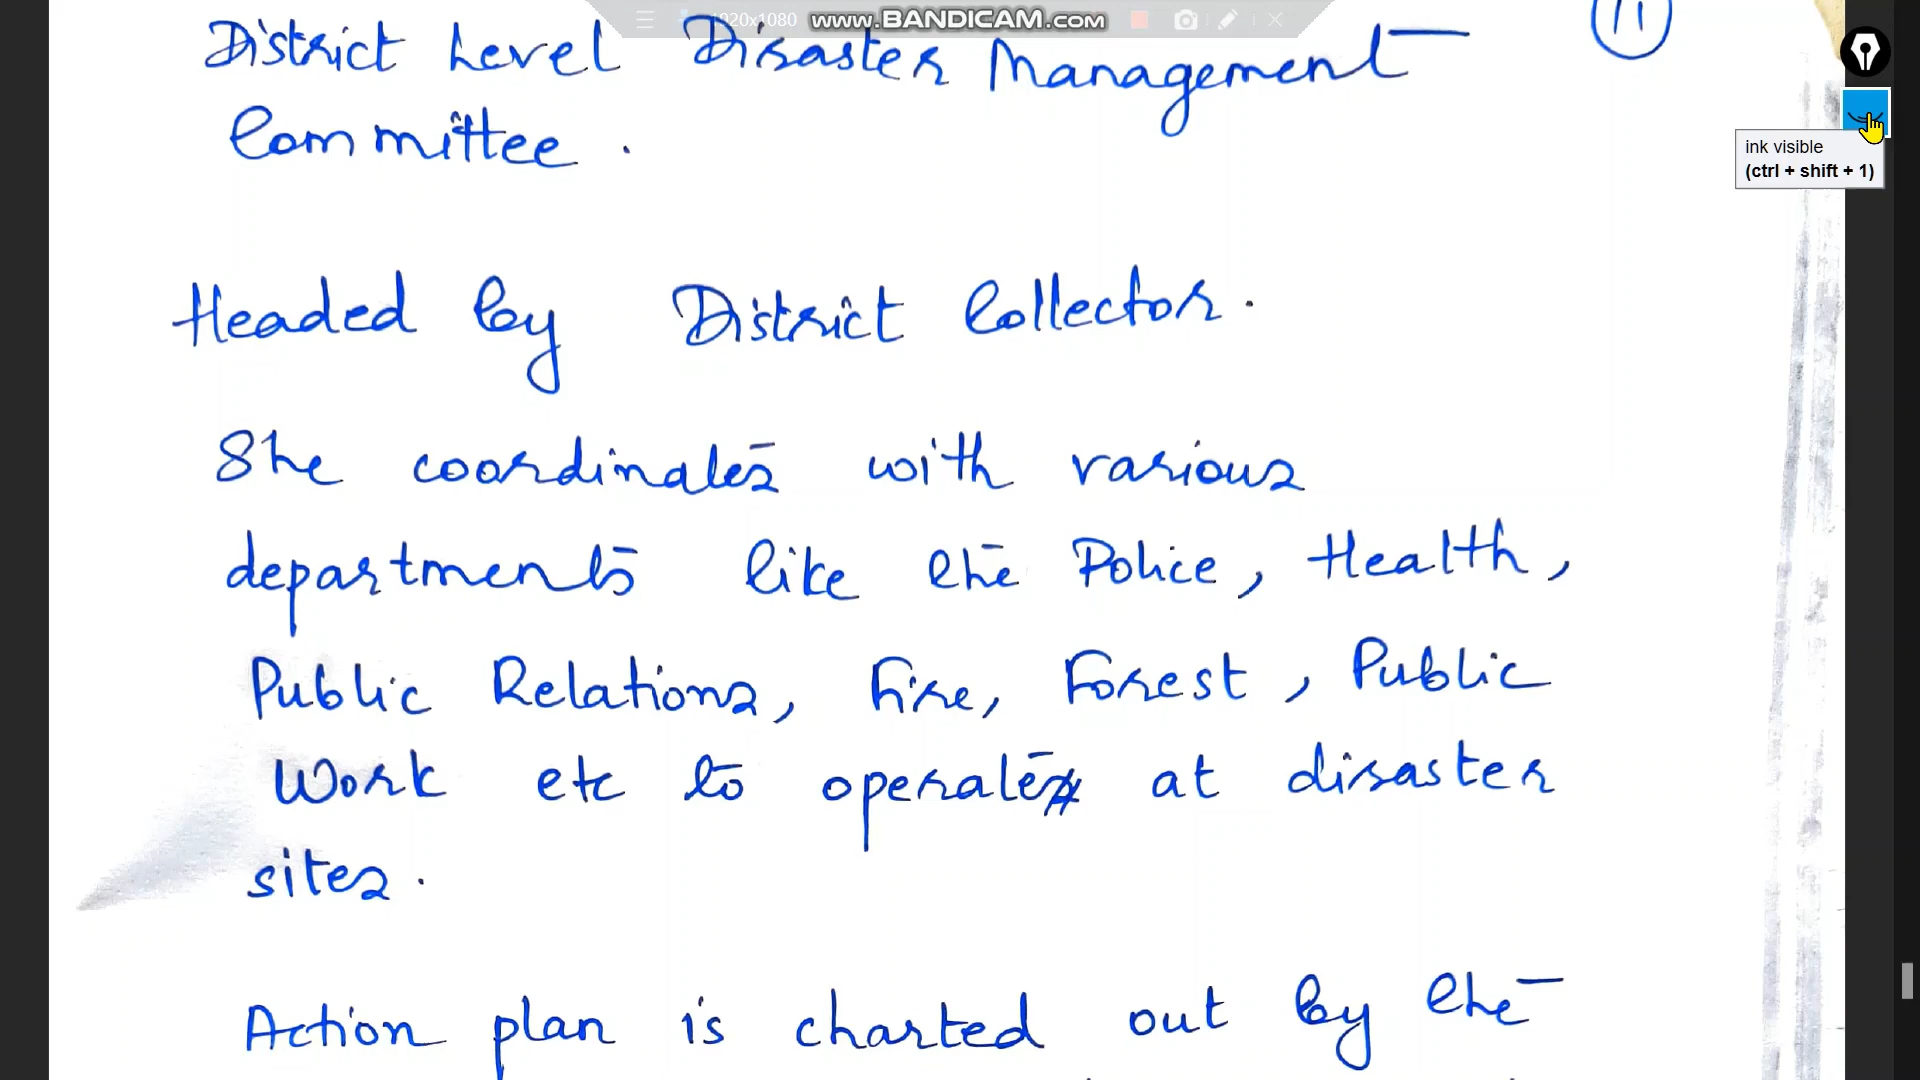 1920x1080 www.BANDICAM.com
11
District Level Disaster Management
Committee.
ink visible
(ctrl + shift + 1)
Headed by District Collector.
She coordinates with various
departments like the Police, Health,
Public Relations, Fire, Forest, Public
Work etc to operate at disaster
sites.
Action plan is charted out by the